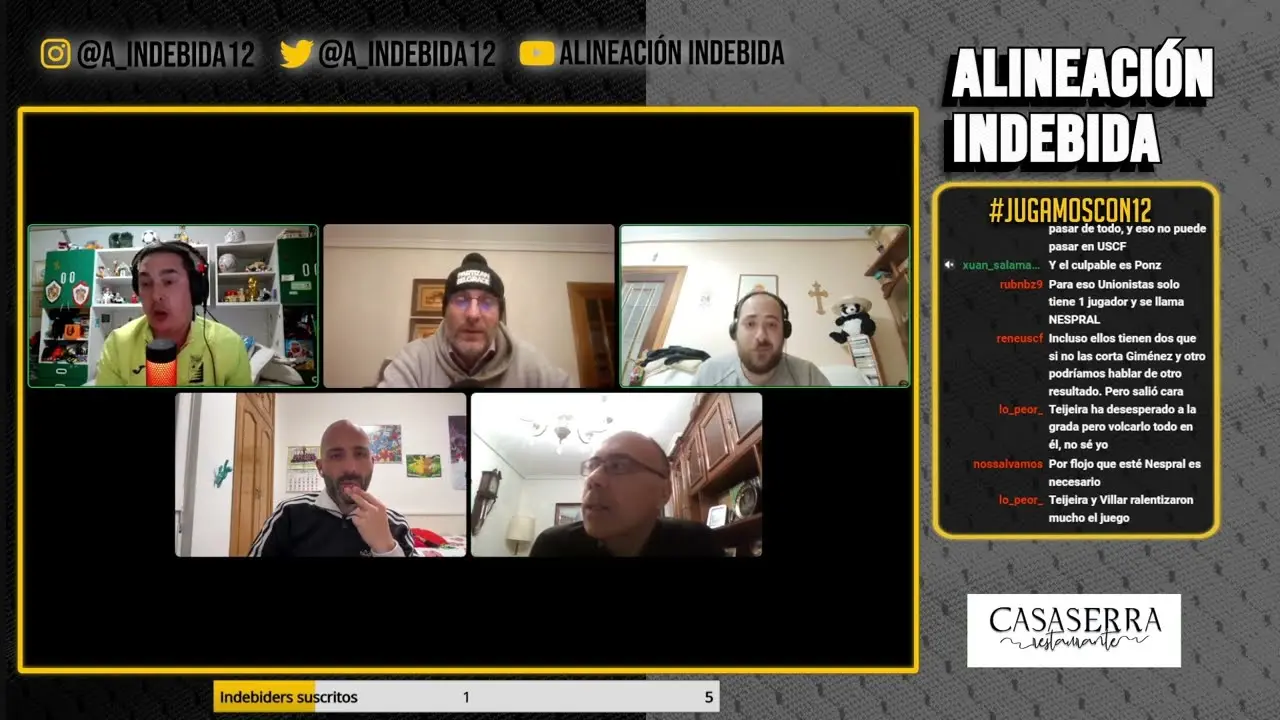 @A_INDEBIDA12
@A_INDEBIDA12
ALINEACIÓN INDEBIDA
ALINEACIÓN
INDEBIDA
#JUGAMOSCON12
pasar de todo, y eso no puede
pasar en USCF
xuan_salama... Y el culpable es Ponz
rubnbz9 Para eso Unionistas solo
tiene 1 jugador y se llama
NESPRAL
reneuscf Incluso ellos tienen dos que
si no las corta Giménez y otro
podríamos hablar de otro
resultado. Pero salió cara
lo_peor_ Teijeira ha desesperado a la
grada pero volcarlo todo en
él, no sé yo
nossalvamos Por flojo que esté Nespral es
necesario
lo_peor_ Teijeira y Villar ralentizaron
mucho el juego
PARTIZAN
CASASERRA
restaurante
Indebiders suscritos 1 5